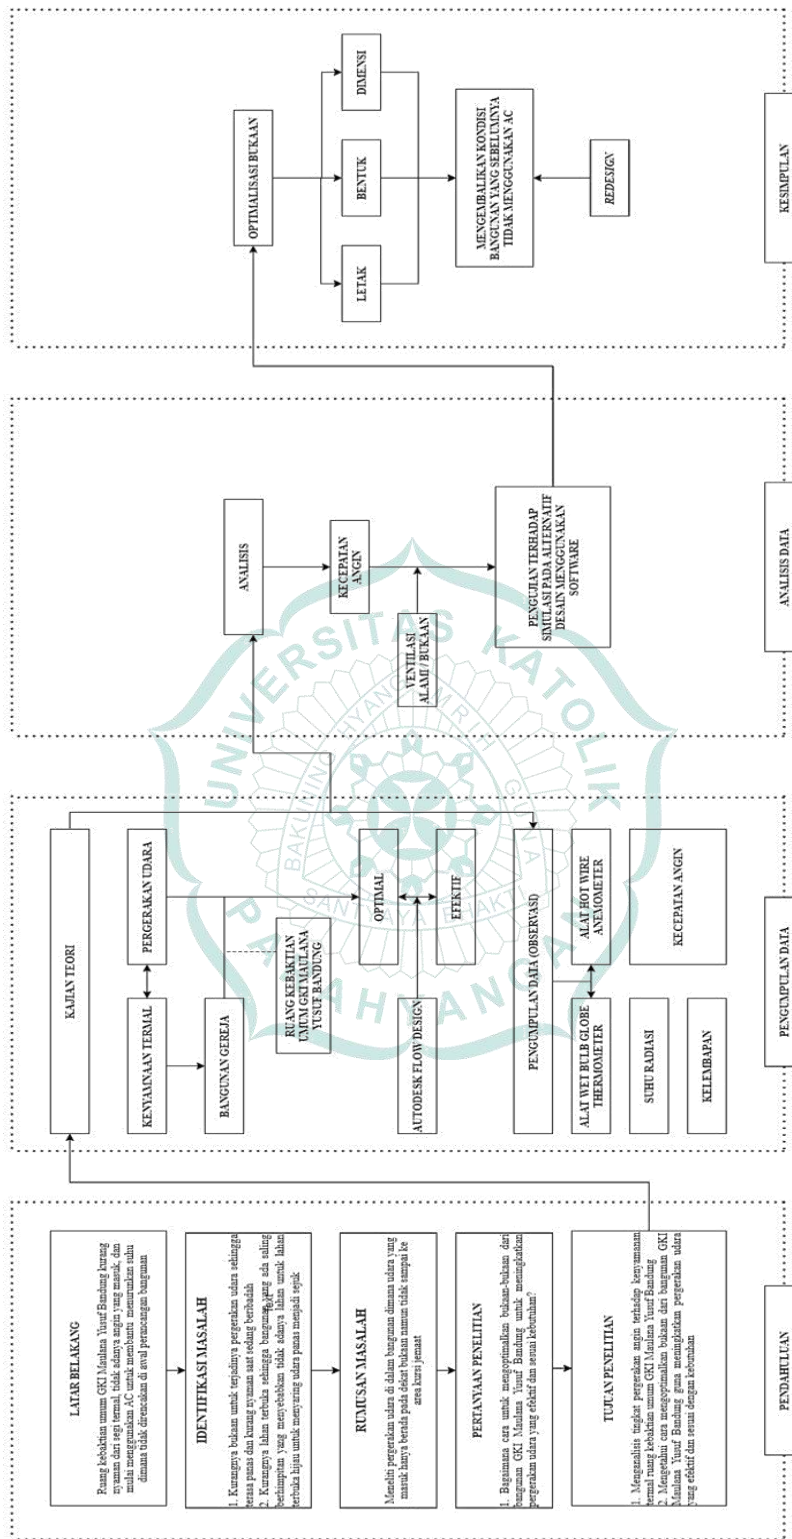 LATAR BELAKANG
Ruang kebaktian umum GKI Maulana Yusuf Bandung kurang
nyaman dari segi termal, tidak adanya angin yang masuk, dan
mulai menggunakan AC untuk membantu menurunkan suhu
dimana tidak direncakan di awal perancangan bangunan
IDENTIFIKASI MASALAH
1. Kurangnya bukaan untuk terjadinya pergerakan udara sehingga
terasa panas dan kurang nyaman saat sedang beribadah
2. Kurangnya lahan terbuka sehingga bangunan yang ada saling
berhimpitan yang menyebabkan tidak adanya lahan untuk lahan
terbuka hijau untuk menyaring udara panas menjadi sejuk
Text
RUMUSAN MASALAH
Meneliti pergerakan udara di dalam bangunan dimana udara yang
masuk hanya berada pada dekat bukaan namun tidak sampai ke
area kursi jemaat
PERTANYAAN PENELITIAN
1. Bagaimana cara untuk mengoptimalkan bukaan-bukaan dari
bangunan GKI Maulana Yusuf Bandung untuk meningkatkan
pergerakan udara yang efektif dan sesuai kebutuhan?
TUJUAN PENELITIAN
1. Menganalisis tingkat pergerakan angin terhadap kenyamanan
termal ruang kebaktian umum GKI Maulana Yusuf Bandung
2. Mengetahui cara mengoptimalkan bukaan dari bangunan GKI
Maulana Yusuf Bandung guna meningkatkan pergerakan udara
yang efektif dan sesuai dengan kebutuhan
PENDAHULUAN
KAJIAN TEORI
KENYAMNAAN TERMAL
PERGERAKAN UDARA
BANGUNAN GEREJA
RUANG KEBAKTIAN
UMUM GKI MAULANA
YUSUF BANDUNG
OPTIMAL
AUTODESK FLOW DESIGN
EFEKTIF
PENGUMPULAN DATA (OBSERVASI)
ALAT WET BULB GLOBE
THERMOMETER
ALAT HOT WIRE
ANEMOMETER
SUHU RADIASI
KECEPATAN ANGIN
KELEMBAPAN
PENGUMPULAN DATA
ANALISIS
KECEPATAN
ANGIN
VENTILASI
ALAMI / BUKAAN
PENGUJIAN TERHADAP
SIMULASI PADA ALTERNATIF
DESAIN MENGGUNAKAN
SOFTWARE
ANALISIS DATA
OPTIMALISASI BUKAAN
LETAK
BENTUK
DIMENSI
MENGEMBALIKAN KONDISI
BANGUNAN YANG SEBELUMNYA
TIDAK MENGGUNAKAN AC
REDESIGN
KESIMPULAN
UNIVERSITAS KATOLIK
PARAHYANGAN
BAKUNING HYANG MRIH GUNA
SANTYAYA BHAKTI